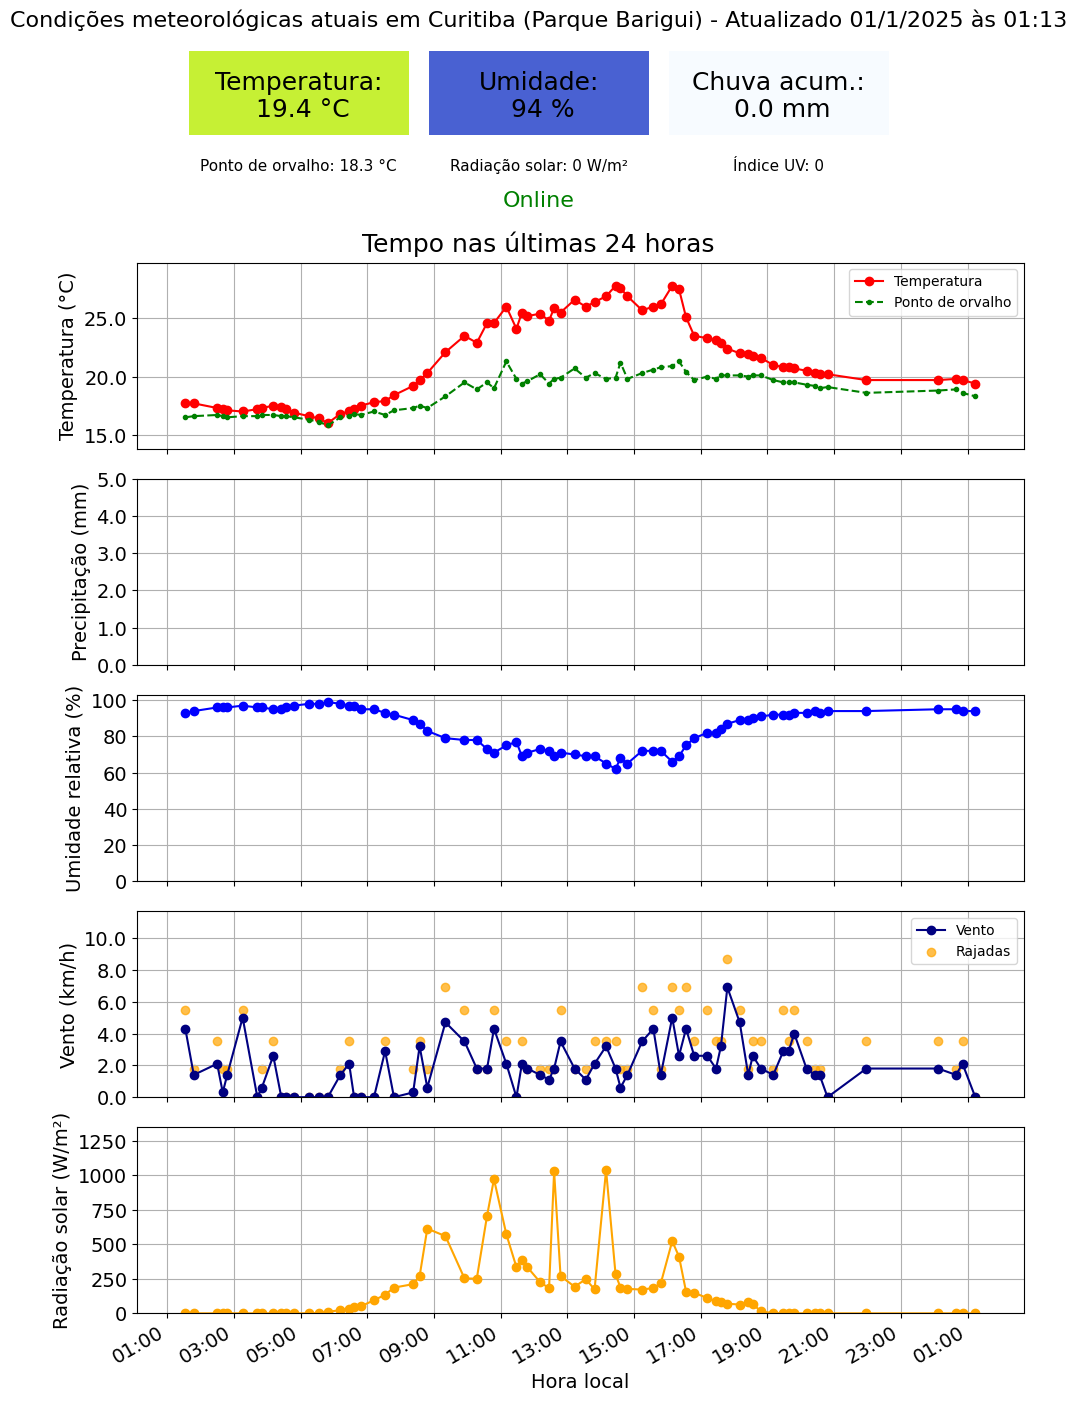 Condições meteorológicas atuais em Curitiba (Parque Barigui) - Atualizado 01/1/2025 às 01:13
Temperatura:
19.4 °C
Umidade:
94 %
Chuva acum.:
0.0 mm
Ponto de orvalho: 18.3 °C
Radiação solar: 0 W/m²
Índice UV: 0
Online
Tempo nas últimas 24 horas
Temperatura (°C)
25.0
20.0
15.0
Temperatura
Ponto de orvalho
Precipitação (mm)
5.0
4.0
3.0
2.0
1.0
0.0
Umidade relativa (%)
100
80
60
40
20
0
Vento (km/h)
10.0
8.0
6.0
4.0
2.0
0.0
Vento
Rajadas
Radiação solar (W/m²)
1250
1000
750
500
250
0
01:00
03:00
05:00
07:00
09:00
11:00
13:00
15:00
17:00
19:00
21:00
23:00
01:00
Hora local